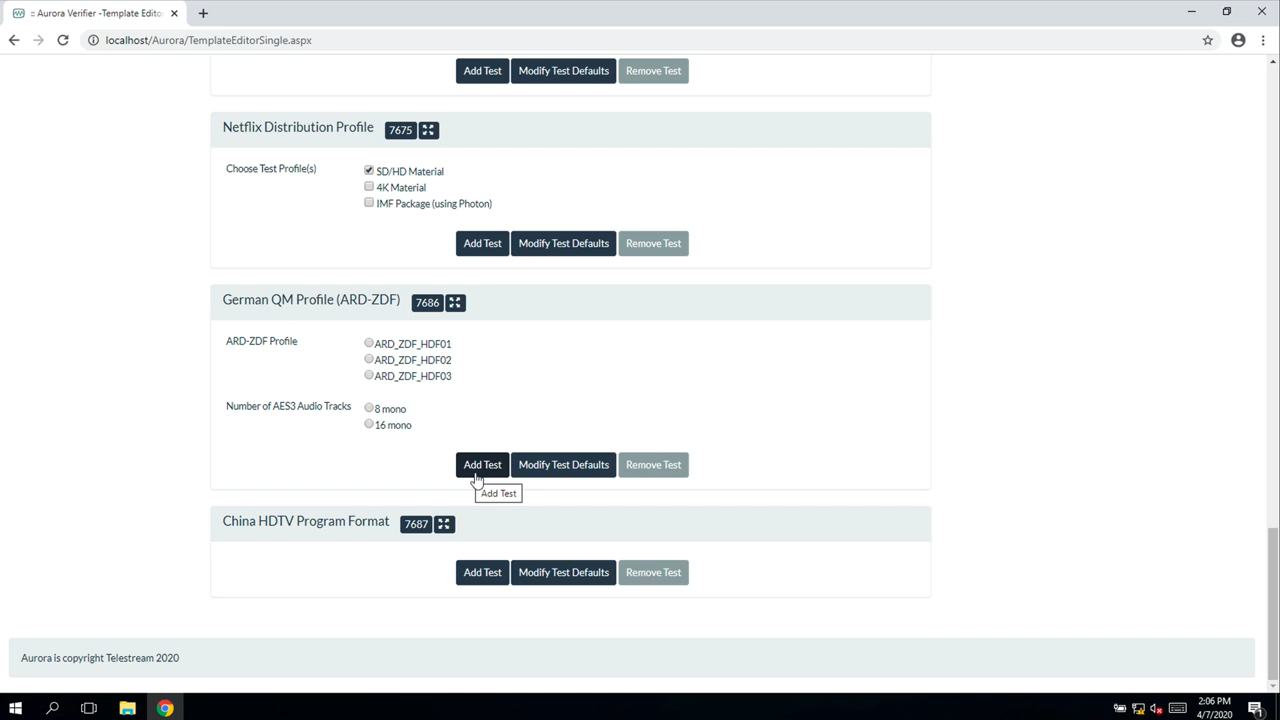 :: Aurora Verifier -Template Edito
localhost/Aurora/TemplateEditorSingle.aspx
Add Test Modify Test Defaults Remove Test
Netflix Distribution Profile 7675
Choose Test Profile(s)
SD/HD Material
4K Material
IMF Package (using Photon)
Add Test Modify Test Defaults Remove Test
German QM Profile (ARD-ZDF) 7686
ARD-ZDF Profile
ARD_ZDF_HDF01
ARD_ZDF_HDF02
ARD_ZDF_HDF03
Number of AES3 Audio Tracks
8 mono
16 mono
Add Test Modify Test Defaults Remove Test
Add Test
China HDTV Program Format 7687
Add Test Modify Test Defaults Remove Test
Aurora is copyright Telestream 2020
2:06 PM
4/7/2020
1